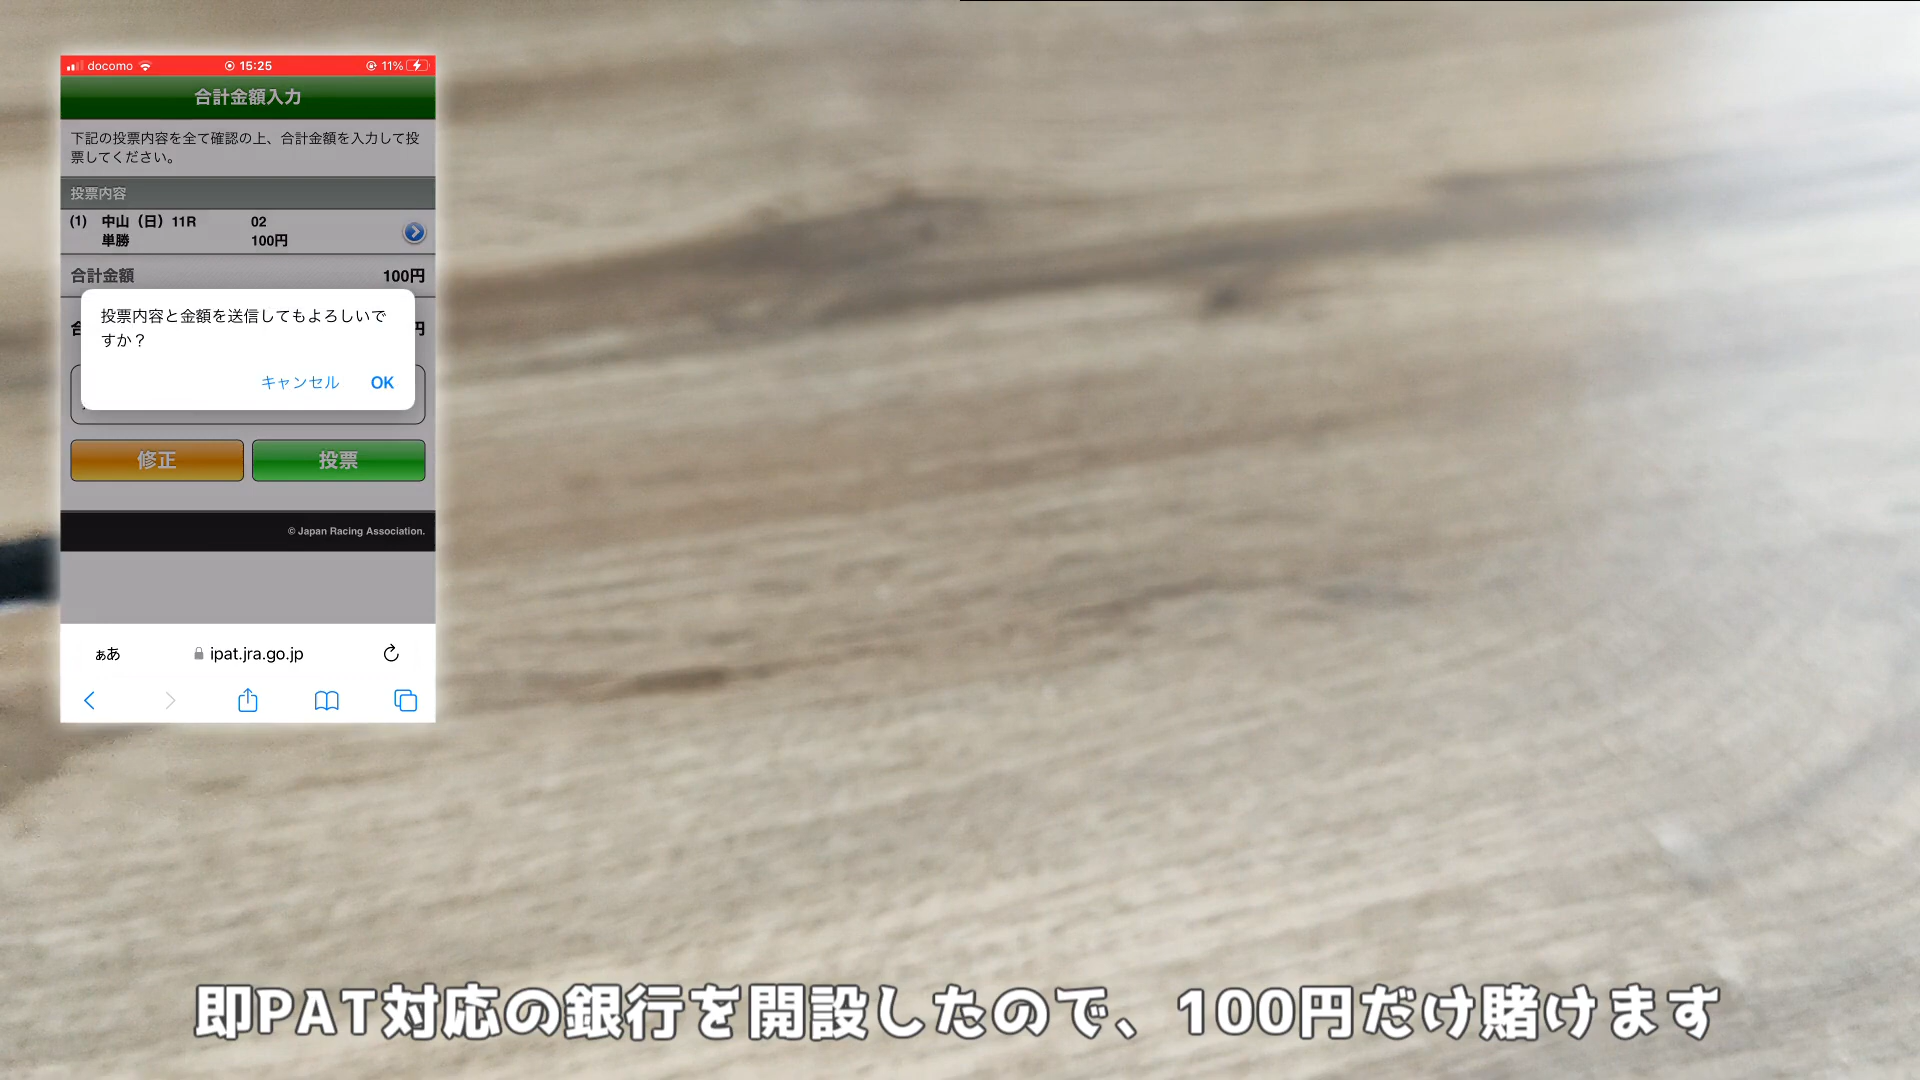 docomo 15:25 11%
合計金額入力
下記の投票内容を全て確認の上、合計金額を入力して投
票してください。
投票内容
(1) 中山（日）11R 02
単勝 100円
合計金額 100円
合 円
投票内容と金額を送信してもよろしいで
すか？
キャンセル OK
修正 投票
© Japan Racing Association.
ぁあ ipat.jra.go.jp
即PAT対応の銀行を開設したので、100円だけ賭けます